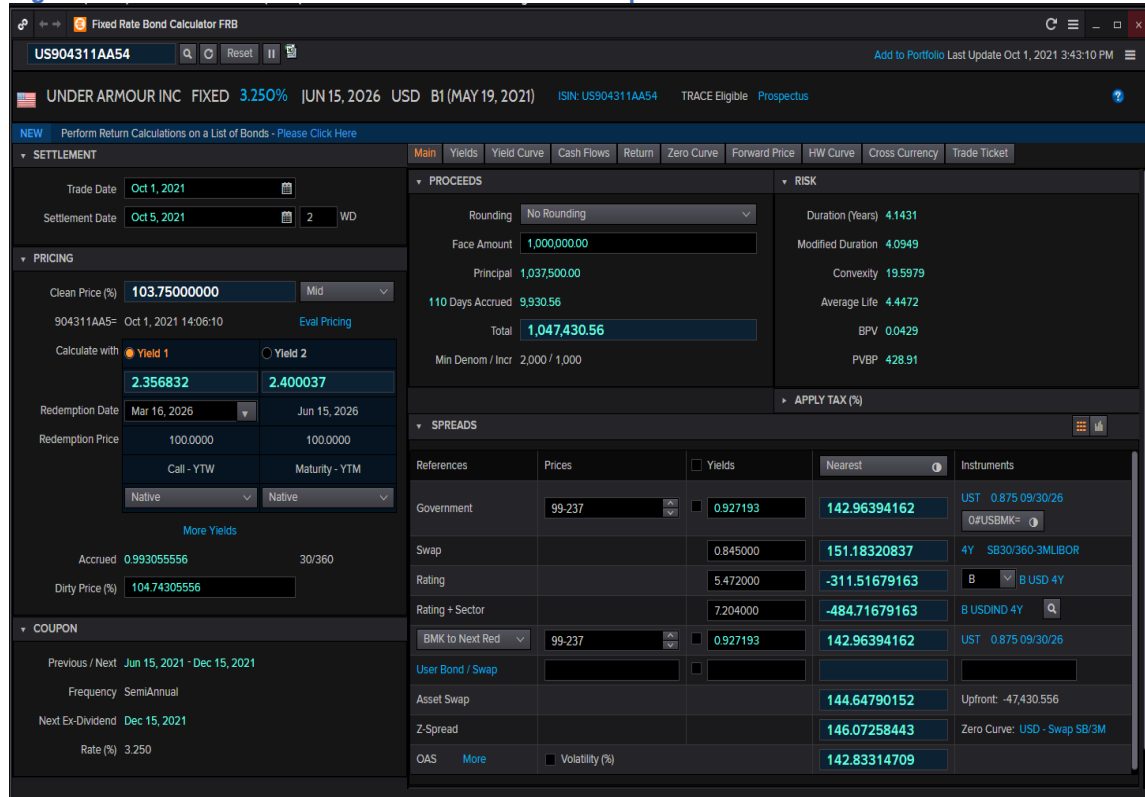 Fixed Rate Bond Calculator FRB
US904311AA54 Reset Add to Portfolio Last Update Oct 1, 2021 3:43:10 PM
UNDER ARMOUR INC FIXED 3.250% JUN 15, 2026 USD B1 (MAY 19, 2021) ISIN: US904311AA54 TRACE Eligible Prospectus
NEW Perform Return Calculations on a List of Bonds - Please Click Here
SETTLEMENT
Trade Date Oct 1, 2021
Settlement Date Oct 5, 2021 2 WD
PRICING
Clean Price (%) 103.75000000 Mid
904311AA5= Oct 1, 2021 14:06:10 Eval Pricing
Calculate with Yield 1 Yield 2
2.356832 2.400037
Redemption Date Mar 16, 2026 Jun 15, 2026
Redemption Price 100.0000 100.0000
Call - YTW Maturity - YTM
Native Native
More Yields
Accrued 0.993055556 30/360
Dirty Price (%) 104.74305556
COUPON
Previous / Next Jun 15, 2021 - Dec 15, 2021
Frequency SemiAnnual
Next Ex-Dividend Dec 15, 2021
Rate (%) 3.250
Main Yields Yield Curve Cash Flows Return Zero Curve Forward Price HW Curve Cross Currency Trade Ticket
PROCEEDS
Rounding No Rounding
Face Amount 1,000,000.00
Principal 1,037,500.00
110 Days Accrued 9,930.56
Total 1,047,430.56
Min Denom / Incr 2,000 / 1,000
RISK
Duration (Years) 4.1431
Modified Duration 4.0949
Convexity 19.5979
Average Life 4.4472
BPV 0.0429
PVBP 428.91
APPLY TAX (%)
SPREADS
References Prices Yields Nearest Instruments
Government 99-237 0.927193 142.96394162 UST 0.875 09/30/26
0#USBMK=
Swap 0.845000 151.18320837 4Y SB30/360-3MLIBOR
Rating 5.472000 -311.51679163 B B USD 4Y
Rating + Sector 7.204000 -484.71679163 B USDIND 4Y
BMK to Next Red 99-237 0.927193 142.96394162 UST 0.875 09/30/26
User Bond / Swap
Asset Swap 144.64790152 Upfront: -47,430.556
Z-Spread 146.07258443 Zero Curve: USD - Swap SB/3M
OAS More Volatility (%) 142.83314709